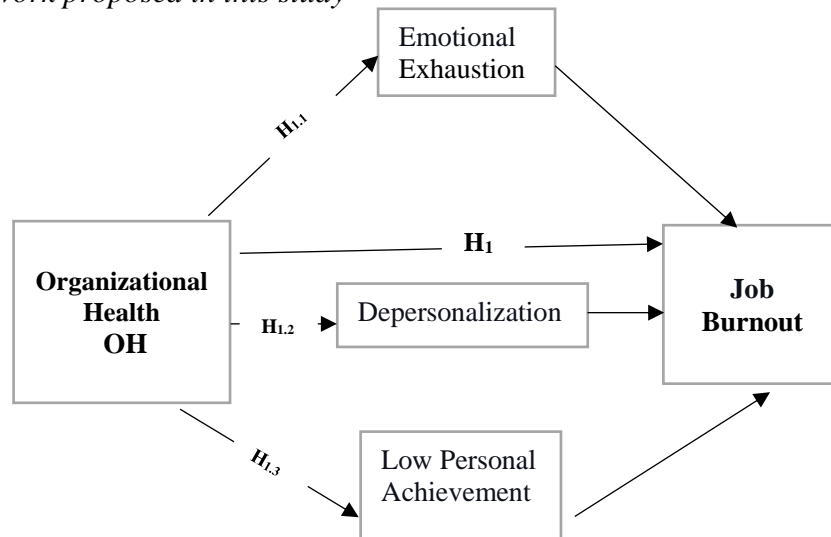 work proposed in this study
Emotional
Exhaustion
H1.1
H1
Organizational
Health
OH
Job
Burnout
Depersonalization
H1.2
H1.3
Low Personal
Achievement